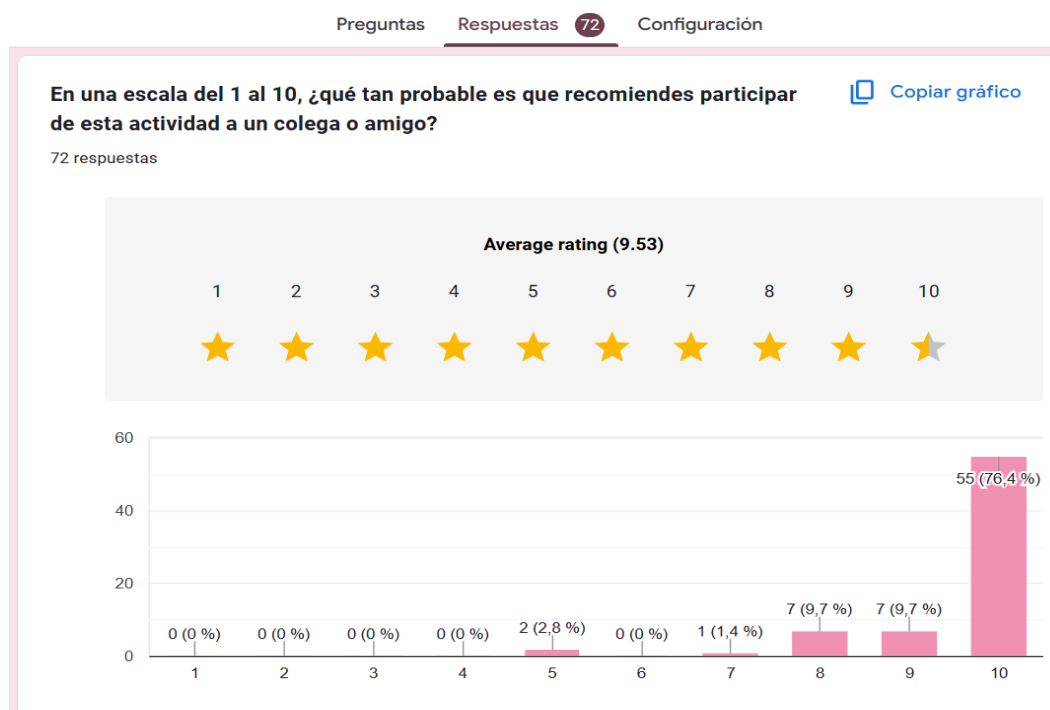 Preguntas Respuestas 72 Configuración
En una escala del 1 al 10, ¿qué tan probable es que recomiendes participar
de esta actividad a un colega o amigo?
Copiar gráfico
72 respuestas
Average rating (9.53)
1 2 3 4 5 6 7 8 9 10
60
40
20
0
0 (0 %) 0 (0 %) 0 (0 %) 0 (0 %) 2 (2,8 %) 0 (0 %) 1 (1,4 %) 7 (9,7 %) 7 (9,7 %) 55 (76,4 %)
1 2 3 4 5 6 7 8 9 10